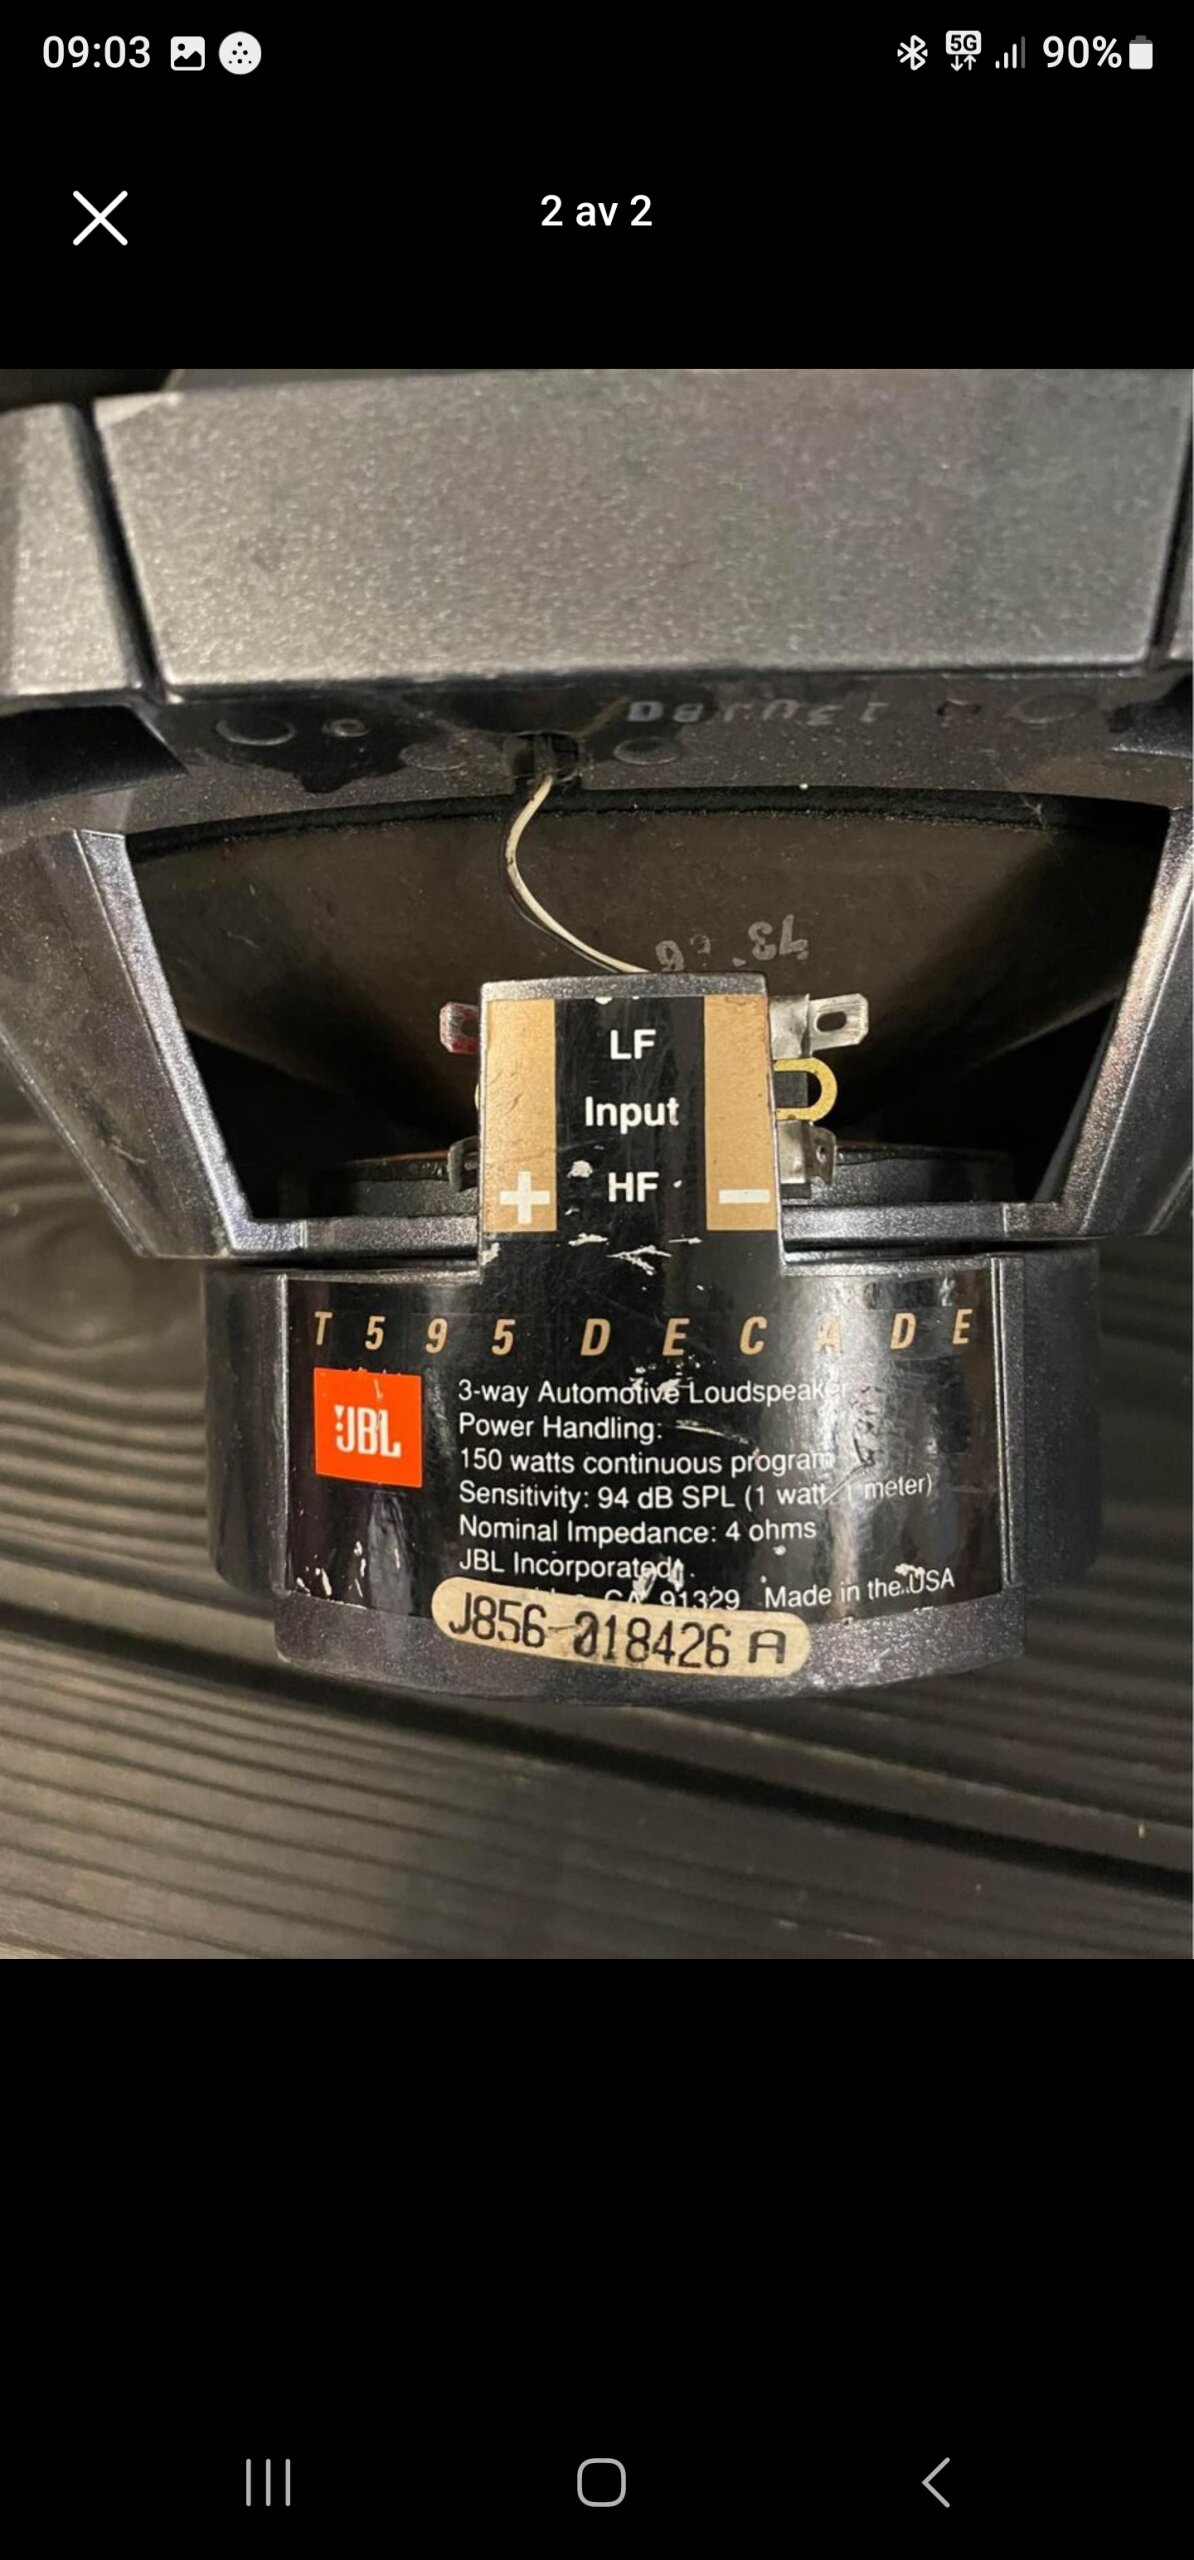 09:03
5G
90%
2 av 2
LF
Input
+ HF -
T595 DECADE
JBL
3-way Automotive Loudspeaker
Power Handling:
150 watts continuous program
Sensitivity: 94 dB SPL (1 watt, 1 meter)
Nominal Impedance: 4 ohms
JBL Incorporated
CA 91329 Made in the USA
J856-018426 A